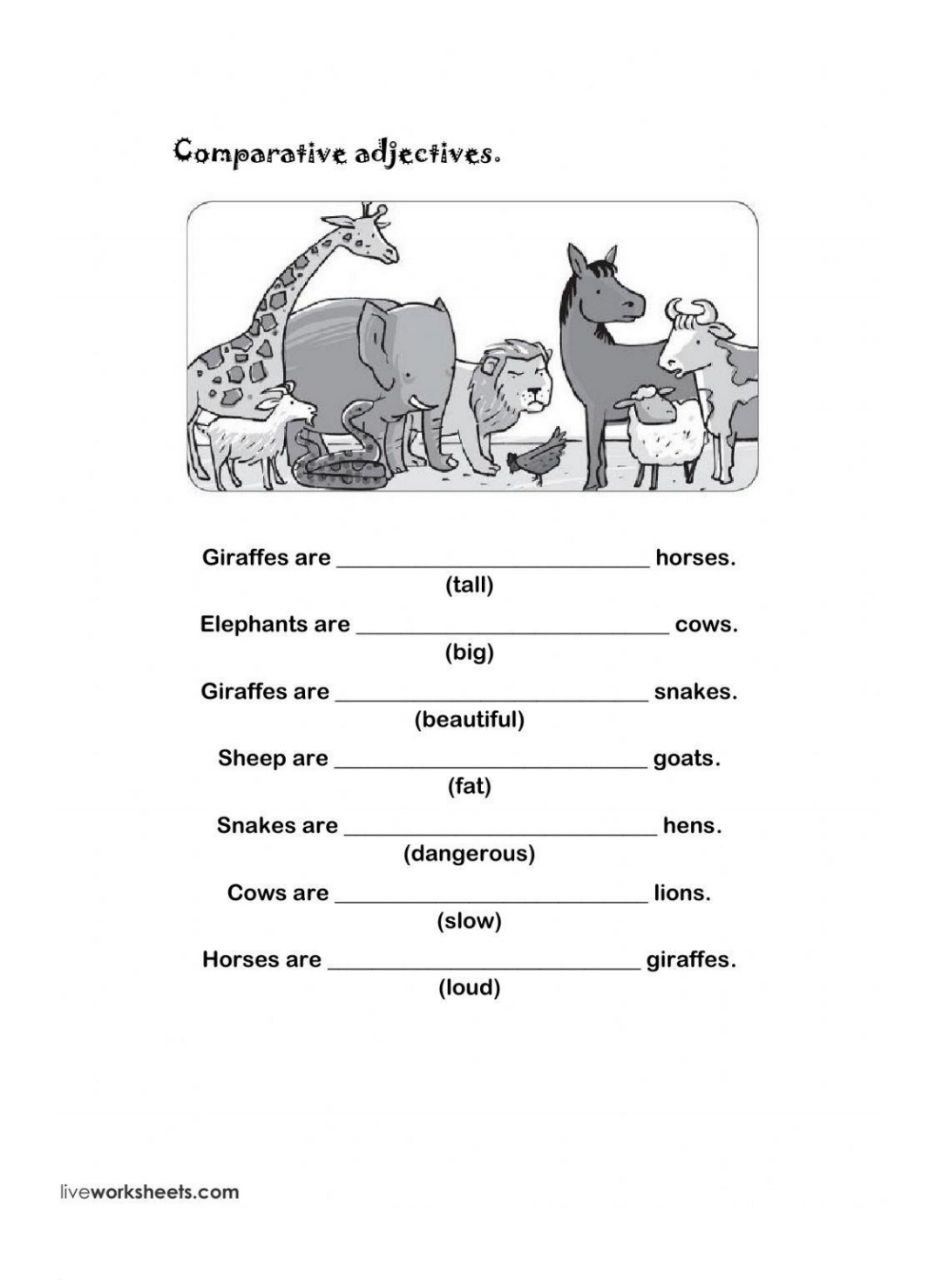 Comparative adjectives.
Giraffes are ____________________________ horses.
(tall)
Elephants are ____________________________ cows.
(big)
Giraffes are ____________________________ snakes.
(beautiful)
Sheep are ____________________________ goats.
(fat)
Snakes are ____________________________ hens.
(dangerous)
Cows are ____________________________ lions.
(slow)
Horses are ____________________________ giraffes.
(loud)
liveworksheets.com